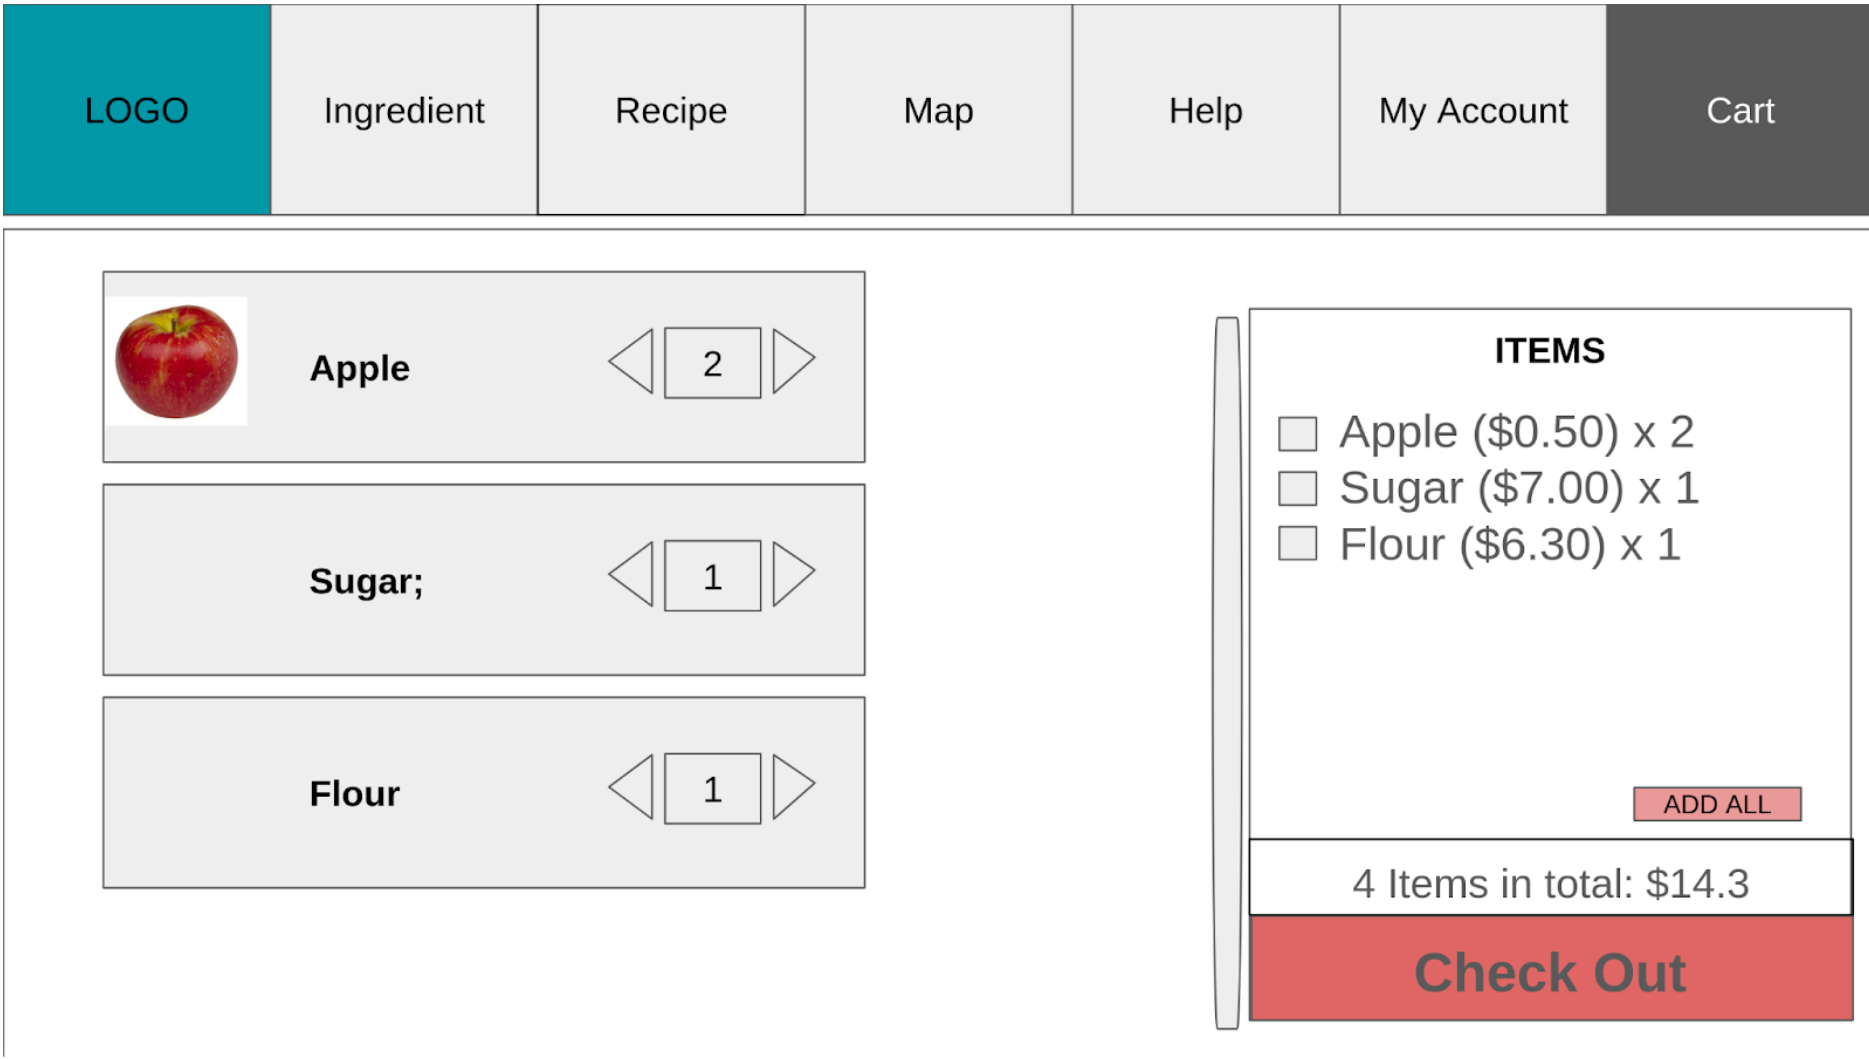 LOGO
Ingredient
Recipe
Map
Help
My Account
Cart
Apple
2
Sugar;
1
Flour
1
ITEMS
Apple ($0.50) x 2
Sugar ($7.00) x 1
Flour ($6.30) x 1
ADD ALL
4 Items in total: $14.3
Check Out